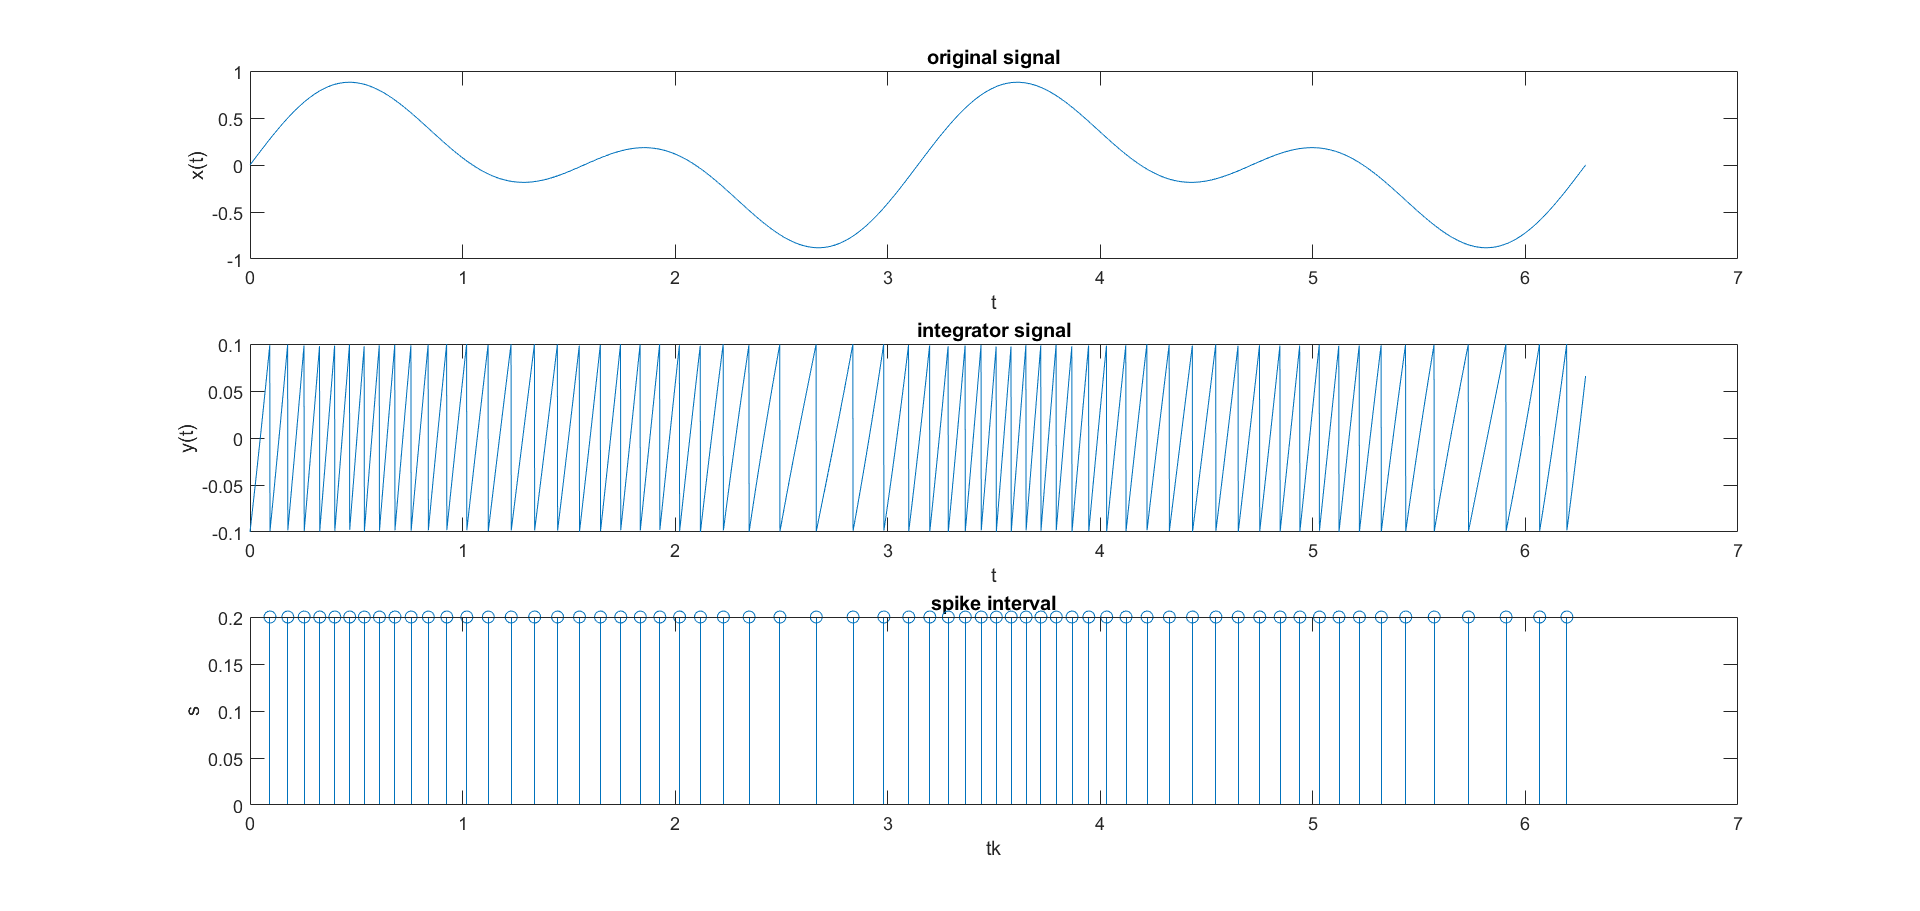 original signal
1
0.5
0
-0.5
-1
x(t)
0 1 2 3 4 5 6 7
t
integrator signal
0.1
0.05
0
-0.05
-0.1
y(t)
0 1 2 3 4 5 6 7
t
spike interval
0.2
0.15
0.1
0.05
0
s
0 1 2 3 4 5 6 7
tk